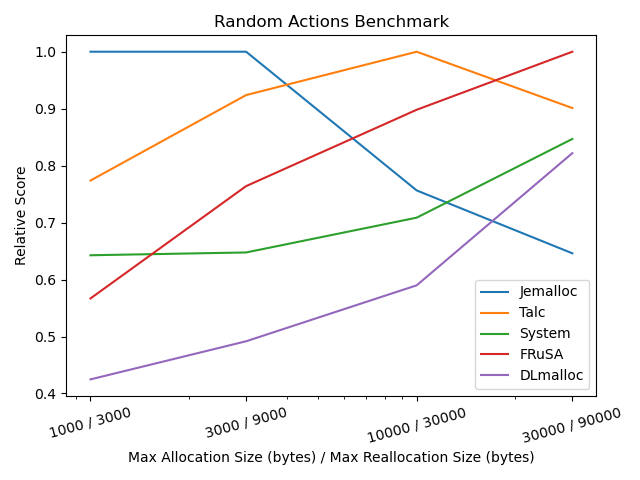 Random Actions Benchmark
Relative Score
1.0
0.9
0.8
0.7
0.6
0.5
0.4
Jemalloc
Talc
System
FRuSA
DLmalloc
1000 / 3000
3000 / 9000
10000 / 30000
30000 / 90000
Max Allocation Size (bytes) / Max Reallocation Size (bytes)